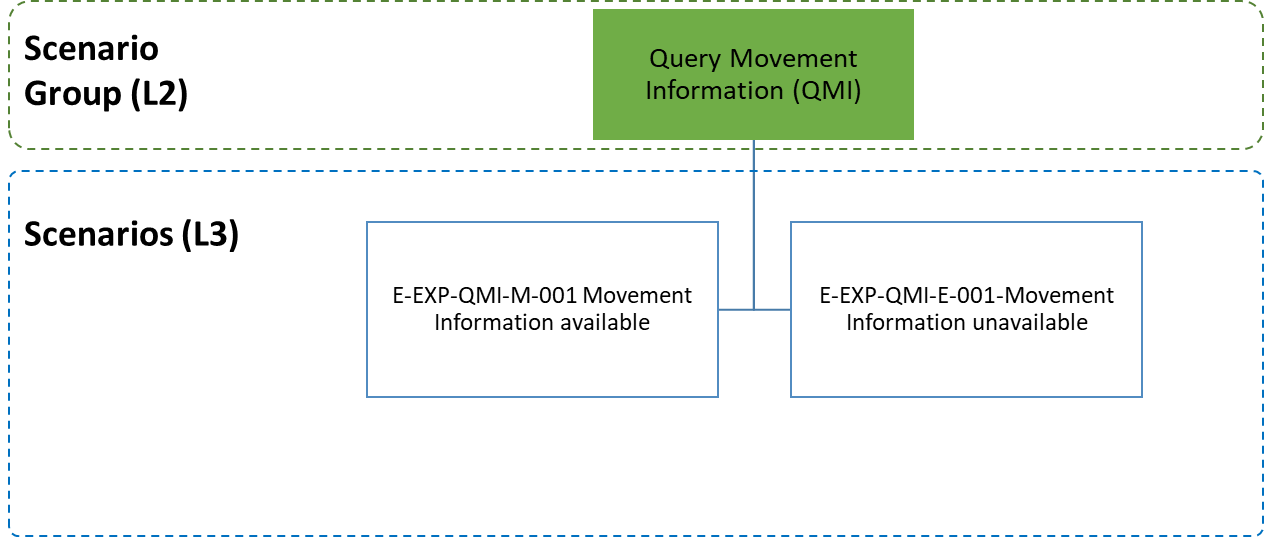 Scenario
Group (L2)
Query Movement
Information (QMI)
Scenarios (L3)
E-EXP-QMI-M-001 Movement
Information available
E-EXP-QMI-E-001-Movement
Information unavailable